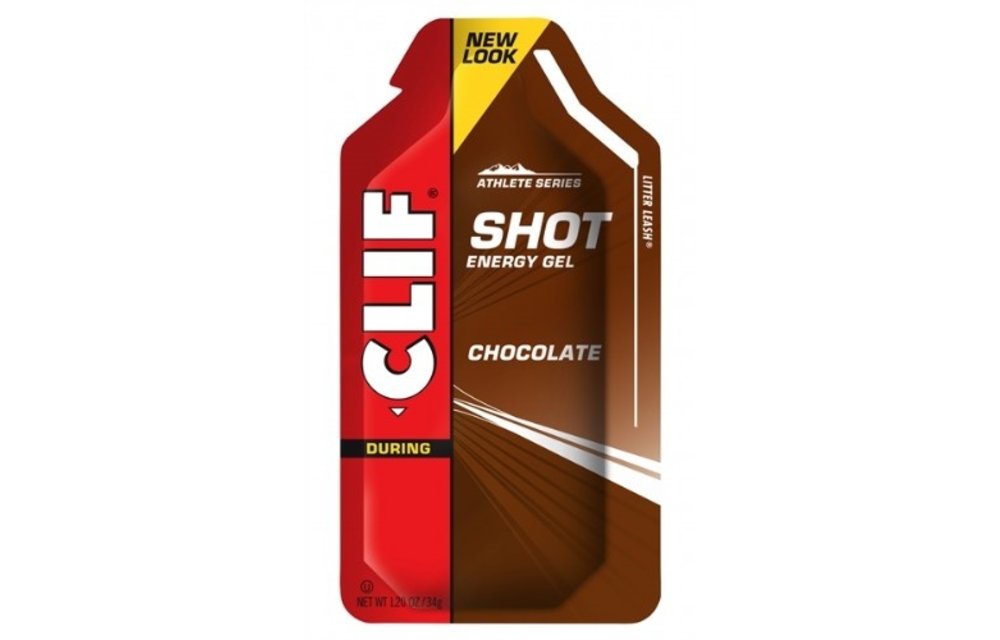 NEW
LOOK
ATHLETE SERIES
SHOT
ENERGY GEL
CHOCOLATE
LITTER LEASH®
CLIF®
DURING
U
NET WT 1.20 OZ/34g